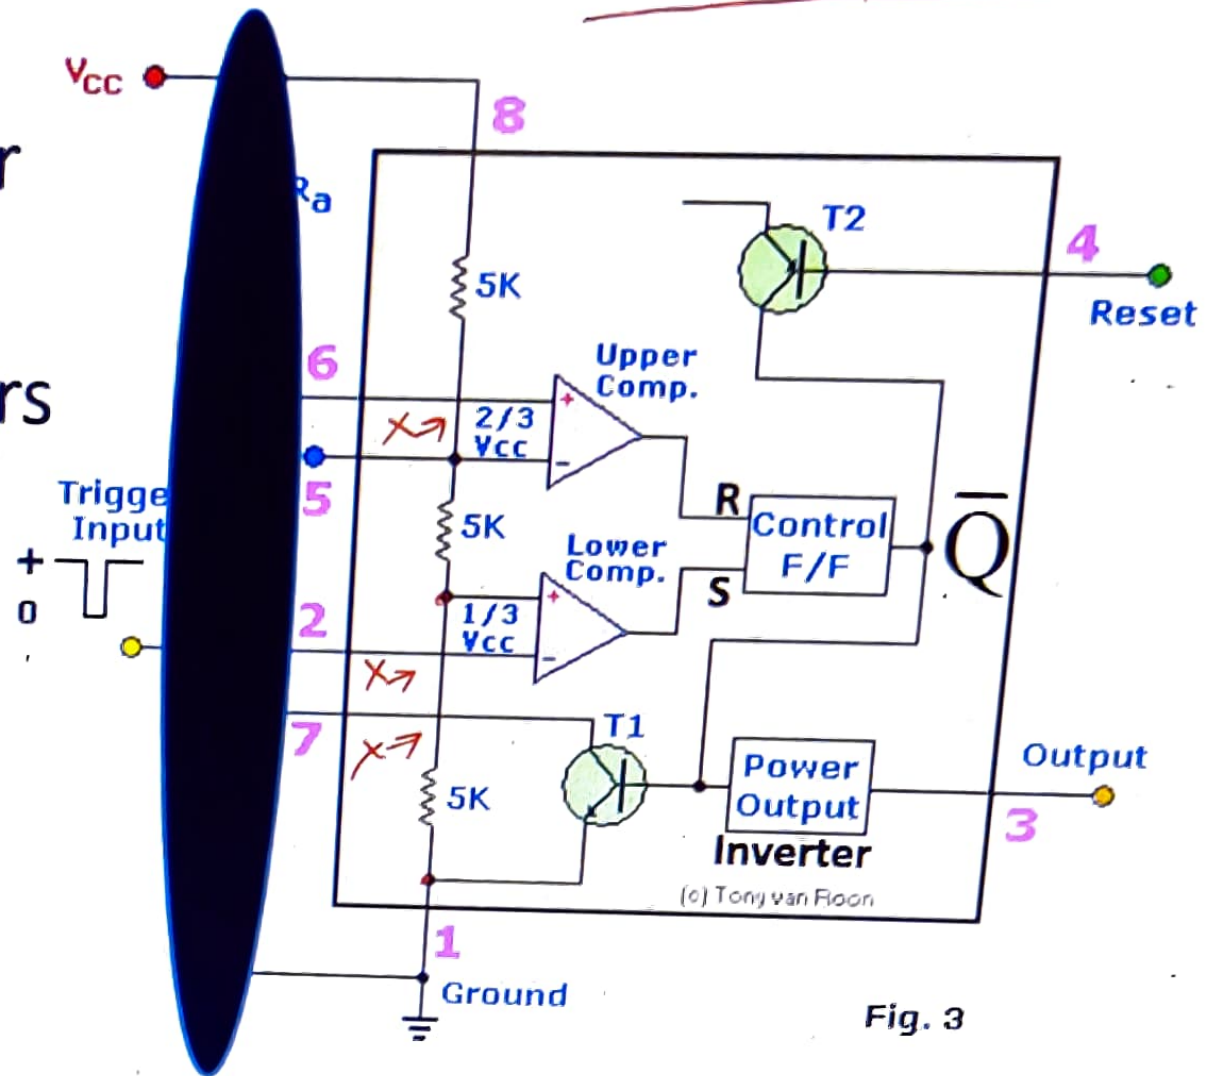 VCC
8
r
Ra
T2
4
5K
Reset
6
Upper
Comp.
+
rs
X
2/3
Vcc
-
5
Trigge
Input
R
Control
F/F
Q
5K
Lower
Comp.
S
+
0
+
2
1/3
Vcc
-
X
7
T1
X
5K
Power
Output
Output
3
Inverter
(c) Tony van Roon
1
Ground
Fig. 3